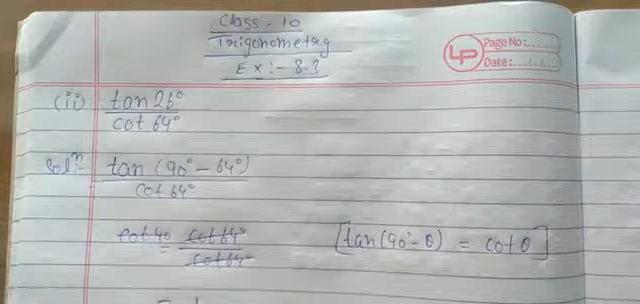 Class - 10
Trigonometry
Ex :- 8.3
LP Page No:......
Date:.../.../...
(ii) tan 26°
cot 64°
Solⁿ:- tan (90° - 64°)
cot 64°
= cot 64° [tan(90° - θ) = cot θ]
cot 64°